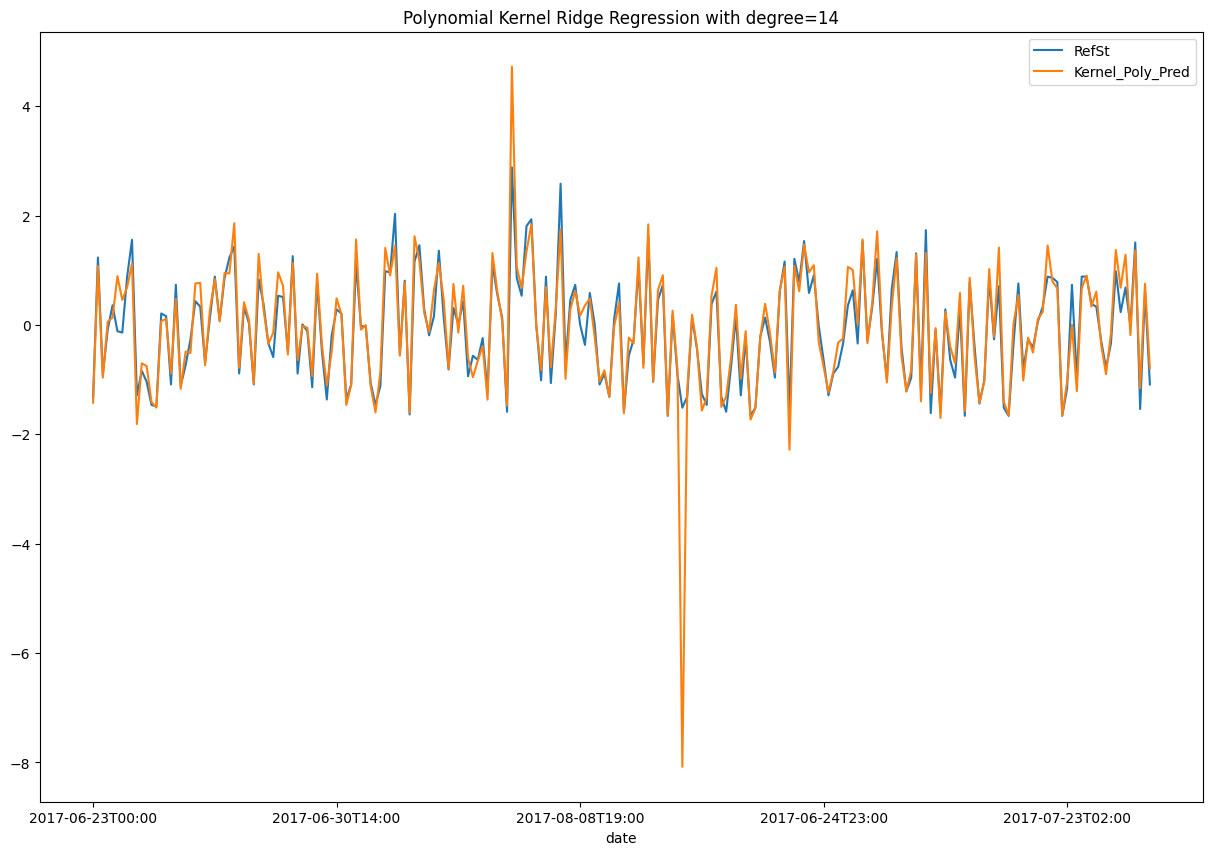 Polynomial Kernel Ridge Regression with degree=14
RefSt
Kernel_Poly_Pred
4
2
0
−2
−4
−6
−8
2017-06-23T00:00
2017-06-30T14:00
2017-08-08T19:00
2017-06-24T23:00
2017-07-23T02:00
date